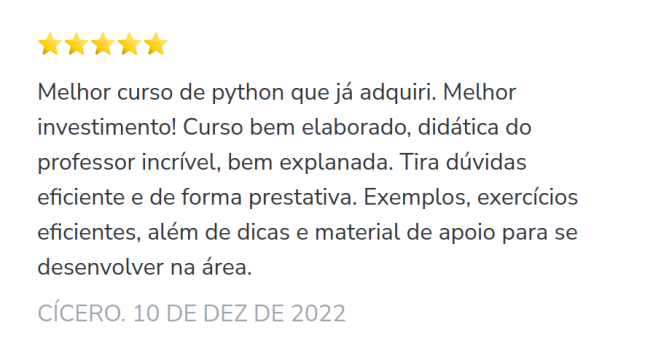 Melhor curso de python que já adquiri. Melhor
investimento! Curso bem elaborado, didática do
professor incrível, bem explanada. Tira dúvidas
eficiente e de forma prestativa. Exemplos, exercícios
eficientes, além de dicas e material de apoio para se
desenvolver na área.
CÍCERO. 10 DE DEZ DE 2022